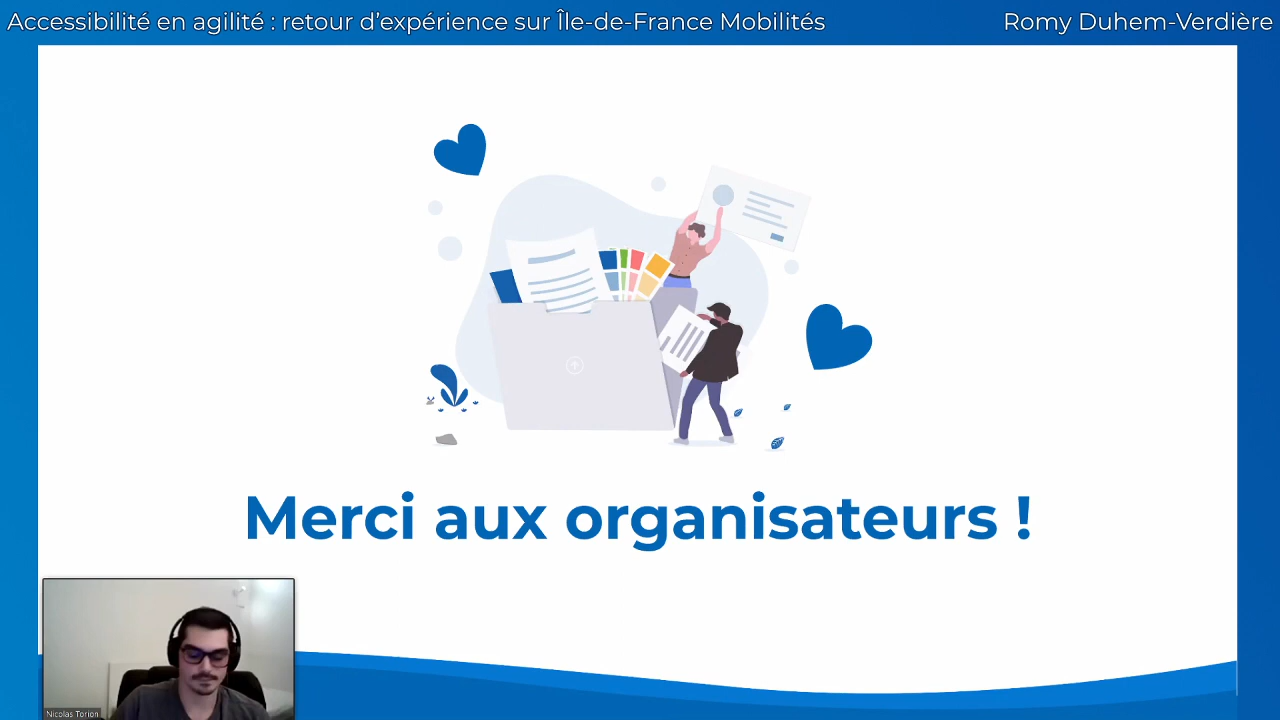 Accessibilité en agilité : retour d’expérience sur Île-de-France Mobilités
Romy Duhem-Verdière
Merci aux organisateurs !
Nicolas Torion